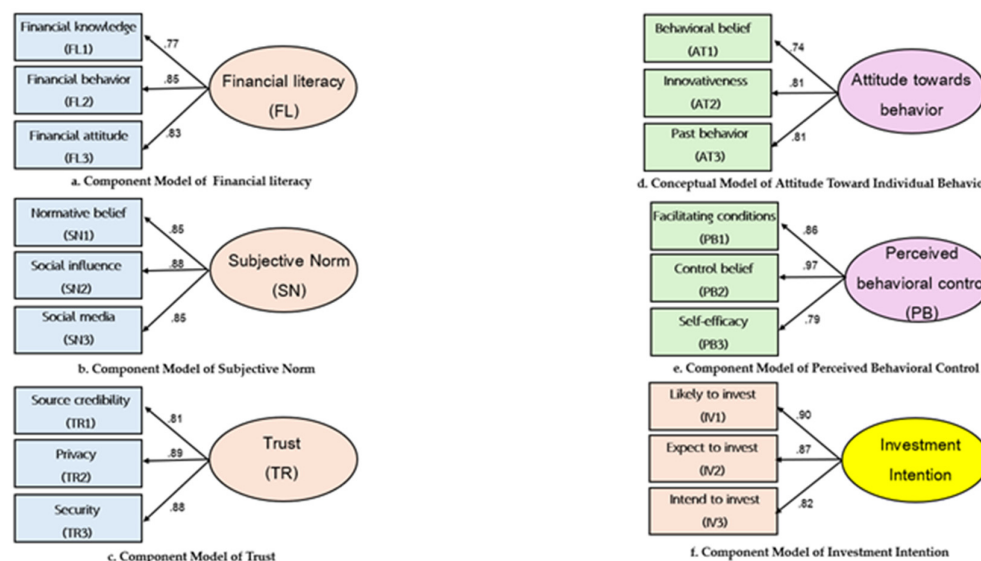 Financial knowledge
(FL1)
Financial behavior
(FL2)
Financial attitude
(FL3)
.77
.85
.83
Financial literacy
(FL)
a. Component Model of Financial literacy
Normative belief
(SN1)
Social influence
(SN2)
Social media
(SN3)
.85
.88
.85
Subjective Norm
(SN)
b. Component Model of Subjective Norm
Source credibility
(TR1)
Privacy
(TR2)
Security
(TR3)
.81
.89
.88
Trust
(TR)
c. Component Model of Trust
Behavioral belief
(AT1)
Innovativeness
(AT2)
Past behavior
(AT3)
.74
.81
.81
Attitude towards
behavior
d. Conceptual Model of Attitude Toward Individual Behavio
Facilitating conditions
(PB1)
Control belief
(PB2)
Self-efficacy
(PB3)
.86
.97
.79
Perceived
behavioral contro
(PB)
e. Component Model of Perceived Behavioral Control
Likely to invest
(IV1)
Expect to invest
(IV2)
Intend to invest
(IV3)
.90
.87
.82
Investment
Intention
f. Component Model of Investment Intention